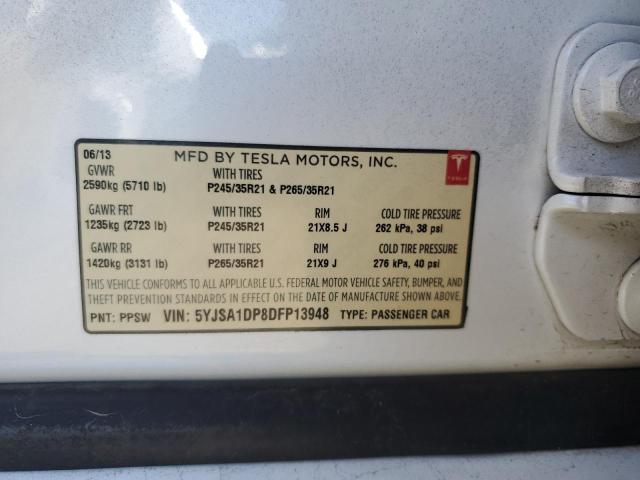 06/13 MFD BY TESLA MOTORS, INC.
TESLA
GVWR WITH TIRES
2590kg (5710 lb) P245/35R21 & P265/35R21
GAWR FRT WITH TIRES RIM COLD TIRE PRESSURE
1235kg (2723 lb) P245/35R21 21X8.5 J 262 kPa, 38 psi
GAWR RR WITH TIRES RIM COLD TIRE PRESSURE
1420kg (3131 lb) P265/35R21 21X9 J 276 kPa, 40 psi
THIS VEHICLE CONFORMS TO ALL APPLICABLE U.S. FEDERAL MOTOR VEHICLE SAFETY, BUMPER, AND
THEFT PREVENTION STANDARDS IN EFFECT ON THE DATE OF MANUFACTURE SHOWN ABOVE.
PNT: PPSW VIN: 5YJSA1DP8DFP13948 TYPE: PASSENGER CAR